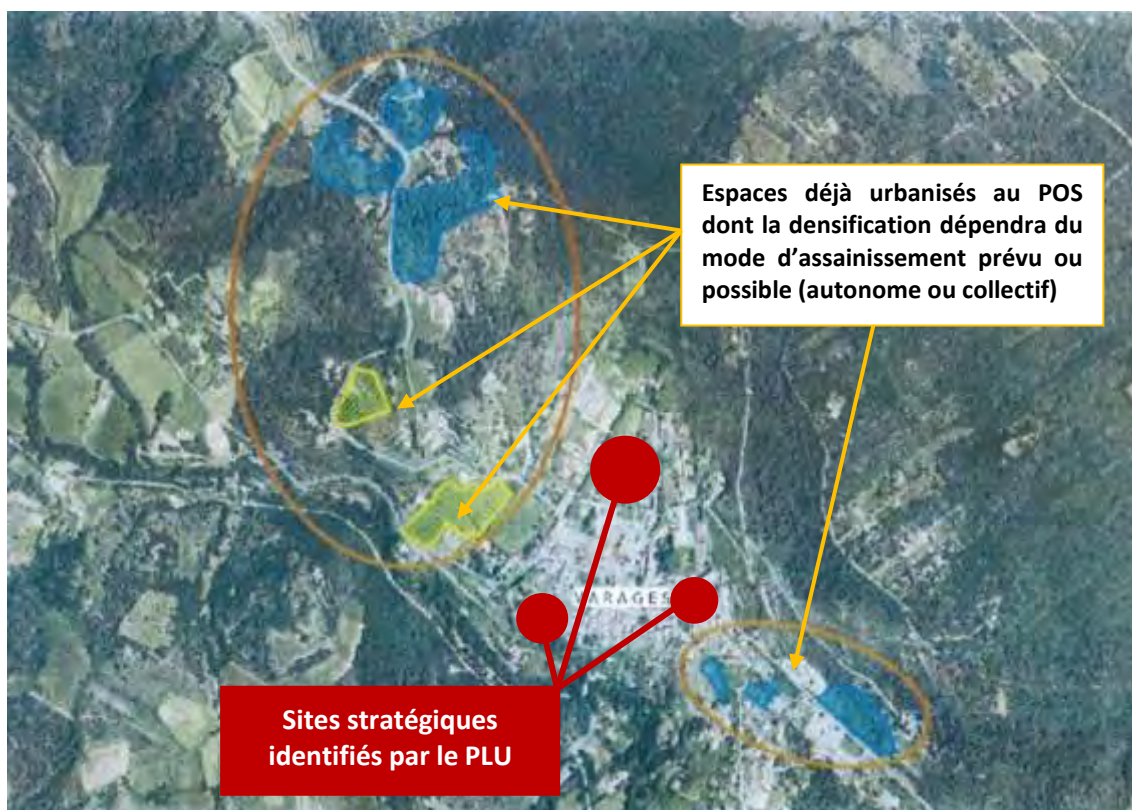 Espaces déjà urbanisés au POS
dont la densification dépendra du
mode d’assainissement prévu ou
possible (autonome ou collectif)
VARAGES
Sites stratégiques
identifiés par le PLU